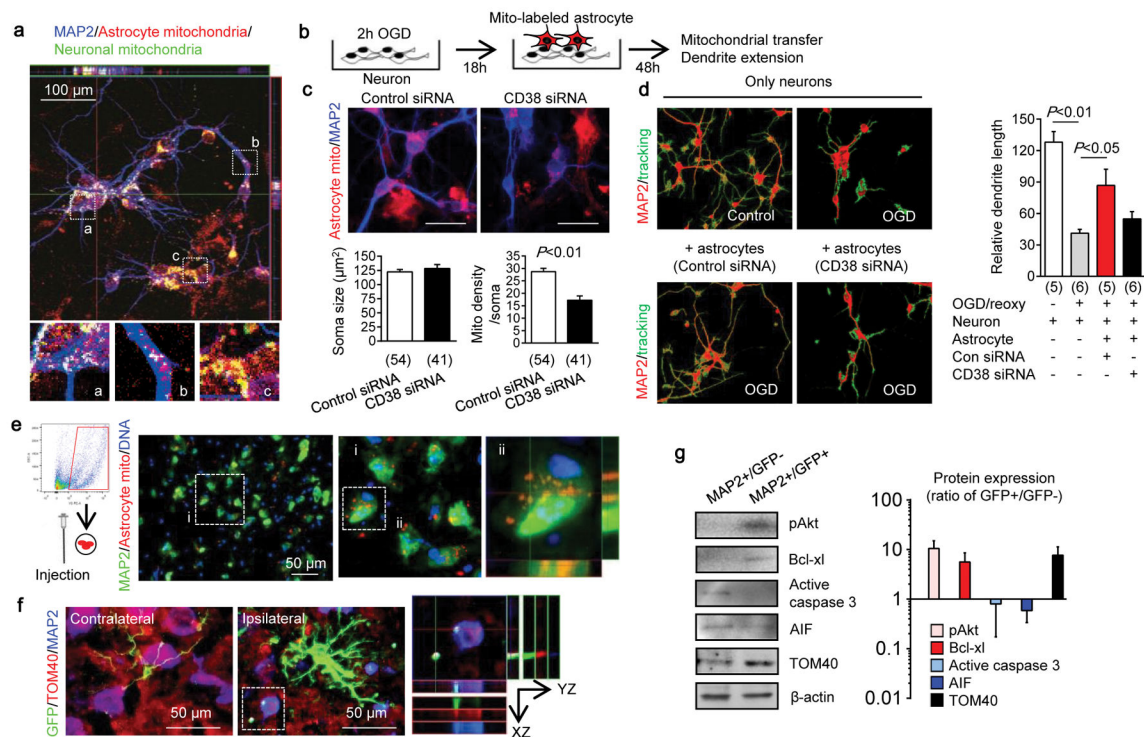 a
MAP2/Astrocyte mitochondria/
Neuronal mitochondria
100 µm
b
a
c
a
b
c
b
2h OGD
Neuron
18h
Mito-labeled astrocyte
48h
Mitochondrial transfer
Dendrite extension
c
Control siRNA
CD38 siRNA
Astrocyte mito/MAP2
Soma size (µm²)
150
125
100
75
50
25
0
(54)
(41)
Control siRNA
CD38 siRNA
Mito density
/soma
P<0.01
35
30
25
20
15
10
5
0
(54)
(41)
Control siRNA
CD38 siRNA
d
Only neurons
MAP2/tracking
Control
OGD
+ astrocytes
(Control siRNA)
+ astrocytes
(CD38 siRNA)
MAP2/tracking
OGD
OGD
Relative dendrite length
P<0.01
P<0.05
150
120
90
60
30
0
(5) (6) (5) (6)
OGD/reoxy - + + +
Neuron + + + +
Astrocyte - - + +
Con siRNA - - + -
CD38 siRNA - - - +
e
Injection
MAP2/Astrocyte mito/DNA
i
50 µm
i
ii
ii
f
GFP/TOM40/MAP2
Contralateral
50 µm
Ipsilateral
50 µm
YZ
XZ
g
MAP2+/GFP-
MAP2+/GFP+
pAkt
Bcl-xl
Active
caspase 3
AIF
TOM40
β-actin
Protein expression
(ratio of GFP+/GFP-)
100
10
1
0.1
0.01
pAkt
Bcl-xl
Active caspase 3
AIF
TOM40